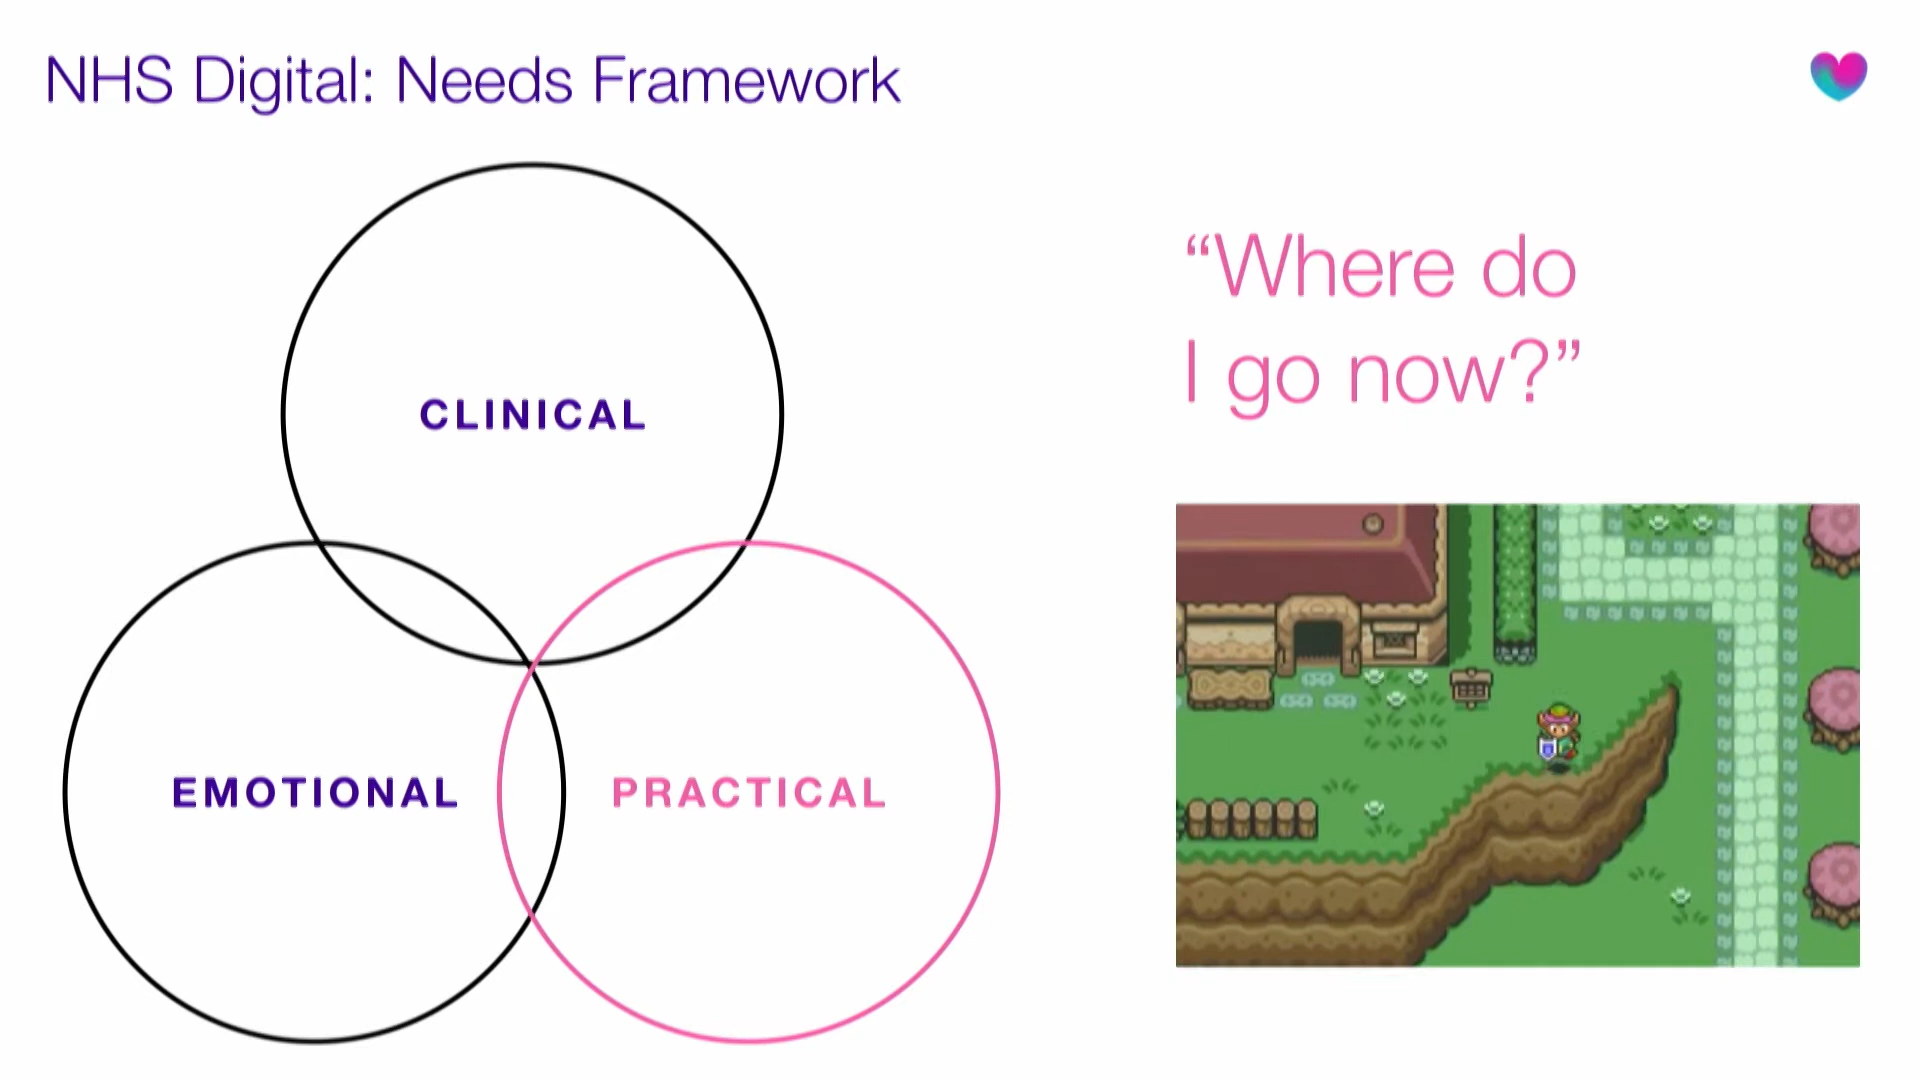 NHS Digital: Needs Framework
CLINICAL
EMOTIONAL
PRACTICAL
“Where do
I go now?”